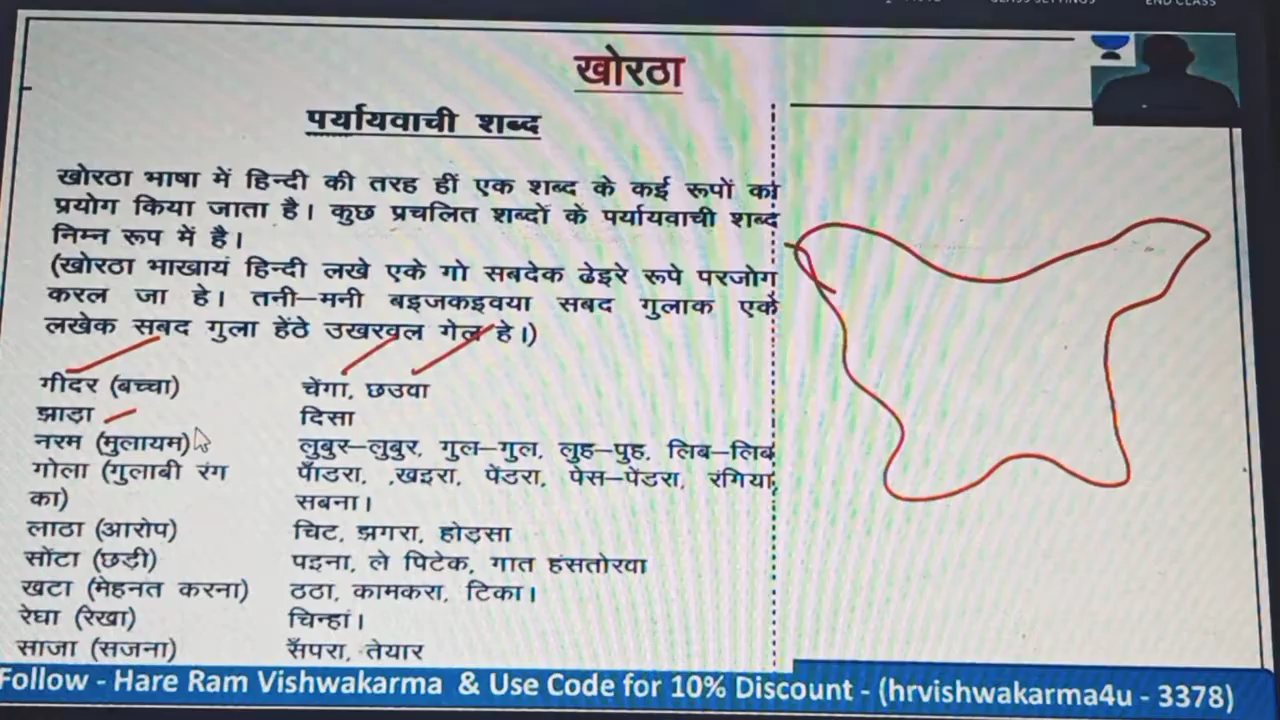 END CLASS
खोरठा
पर्यायवाची शब्द
खोरठा भाषा में हिन्दी की तरह हीं एक शब्द के कई रूपों का
प्रयोग किया जाता है। कुछ प्रचलित शब्दों के पर्यायवाची शब्द
निम्न रूप में है।
(खोरठा भाखायं हिन्दी लखे एके गो सबदेक ढेइरे रूपे परजोग
करल जा हे। तनी–मनी बइजकइवया सबद गुलाक एके
लखेक सबद गुला हेंठे उखरवल गेल हे।)
गीदर (बच्चा) चेंगा, छउवा
झाड़ा दिसा
नरम (मुलायम) लुबुर–लुबुर, गुल–गुल, लुह–पुह, लिब–लिब
गोला (गुलाबी रंग पाँडरा, ,खइरा, पेंडरा, पेस–पेंडरा, रंगिया,
का) सबना।
लाठा (आरोप) चिट, झगरा, होड़सा
सोंटा (छड़ी) पइना, ले पिटेक, गात हंसतोरवा
खटा (मेहनत करना) ठठा, कामकरा, टिका।
रेघा (रेखा) चिन्हां।
साजा (सजना) सँपरा, तेयार
Follow - Hare Ram Vishwakarma & Use Code for 10% Discount - (hrvishwakarma4u - 3378)